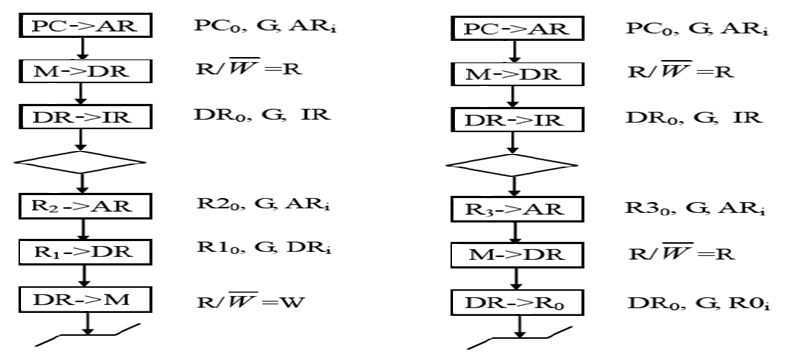 PC->AR PC₀, G, ARᵢ
M->DR R/W̅=R
DR->IR DR₀, G, IR
R₂->AR R2₀, G, ARᵢ
R₁->DR R1₀, G, DRᵢ
DR->M R/W̅=W
PC->AR PC₀, G, ARᵢ
M->DR R/W̅=R
DR->IR DR₀, G, IR
R₃->AR R3₀, G, ARᵢ
M->DR R/W̅=R
DR->R₀ DR₀, G, R0ᵢ